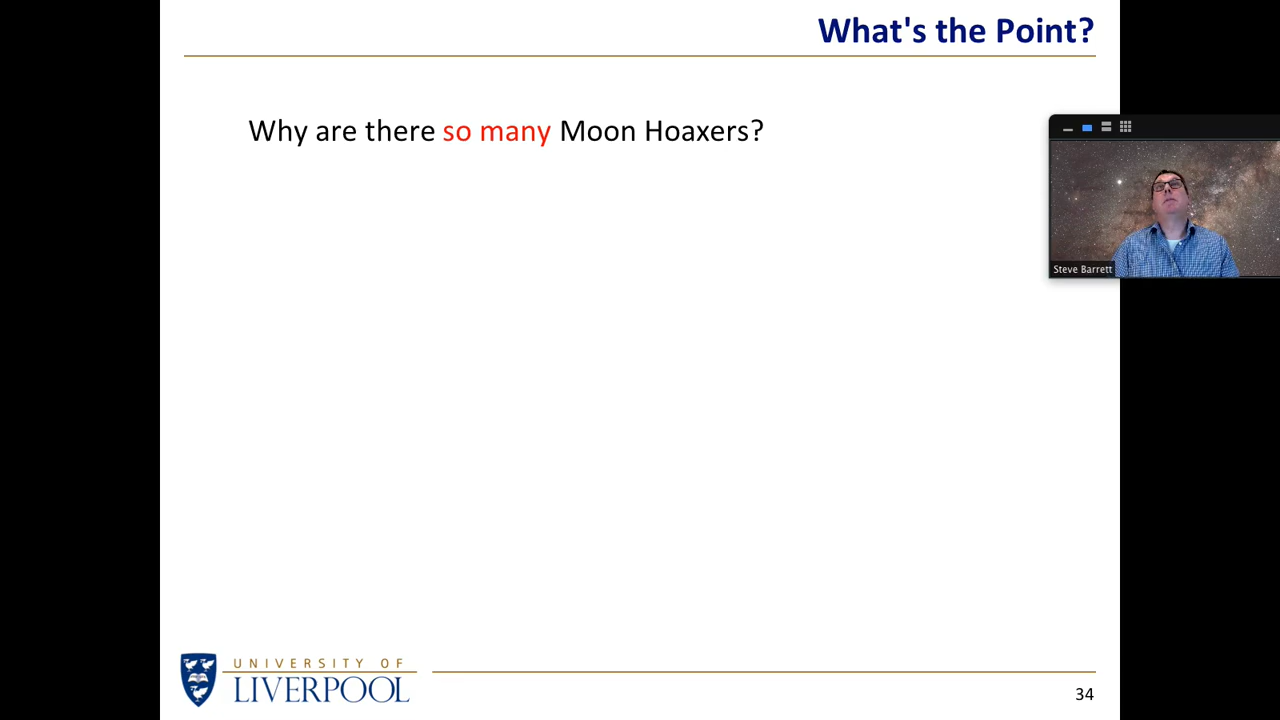 What's the Point?
Why are there so many Moon Hoaxers?
Steve Barrett
UNIVERSITY OF
LIVERPOOL
34